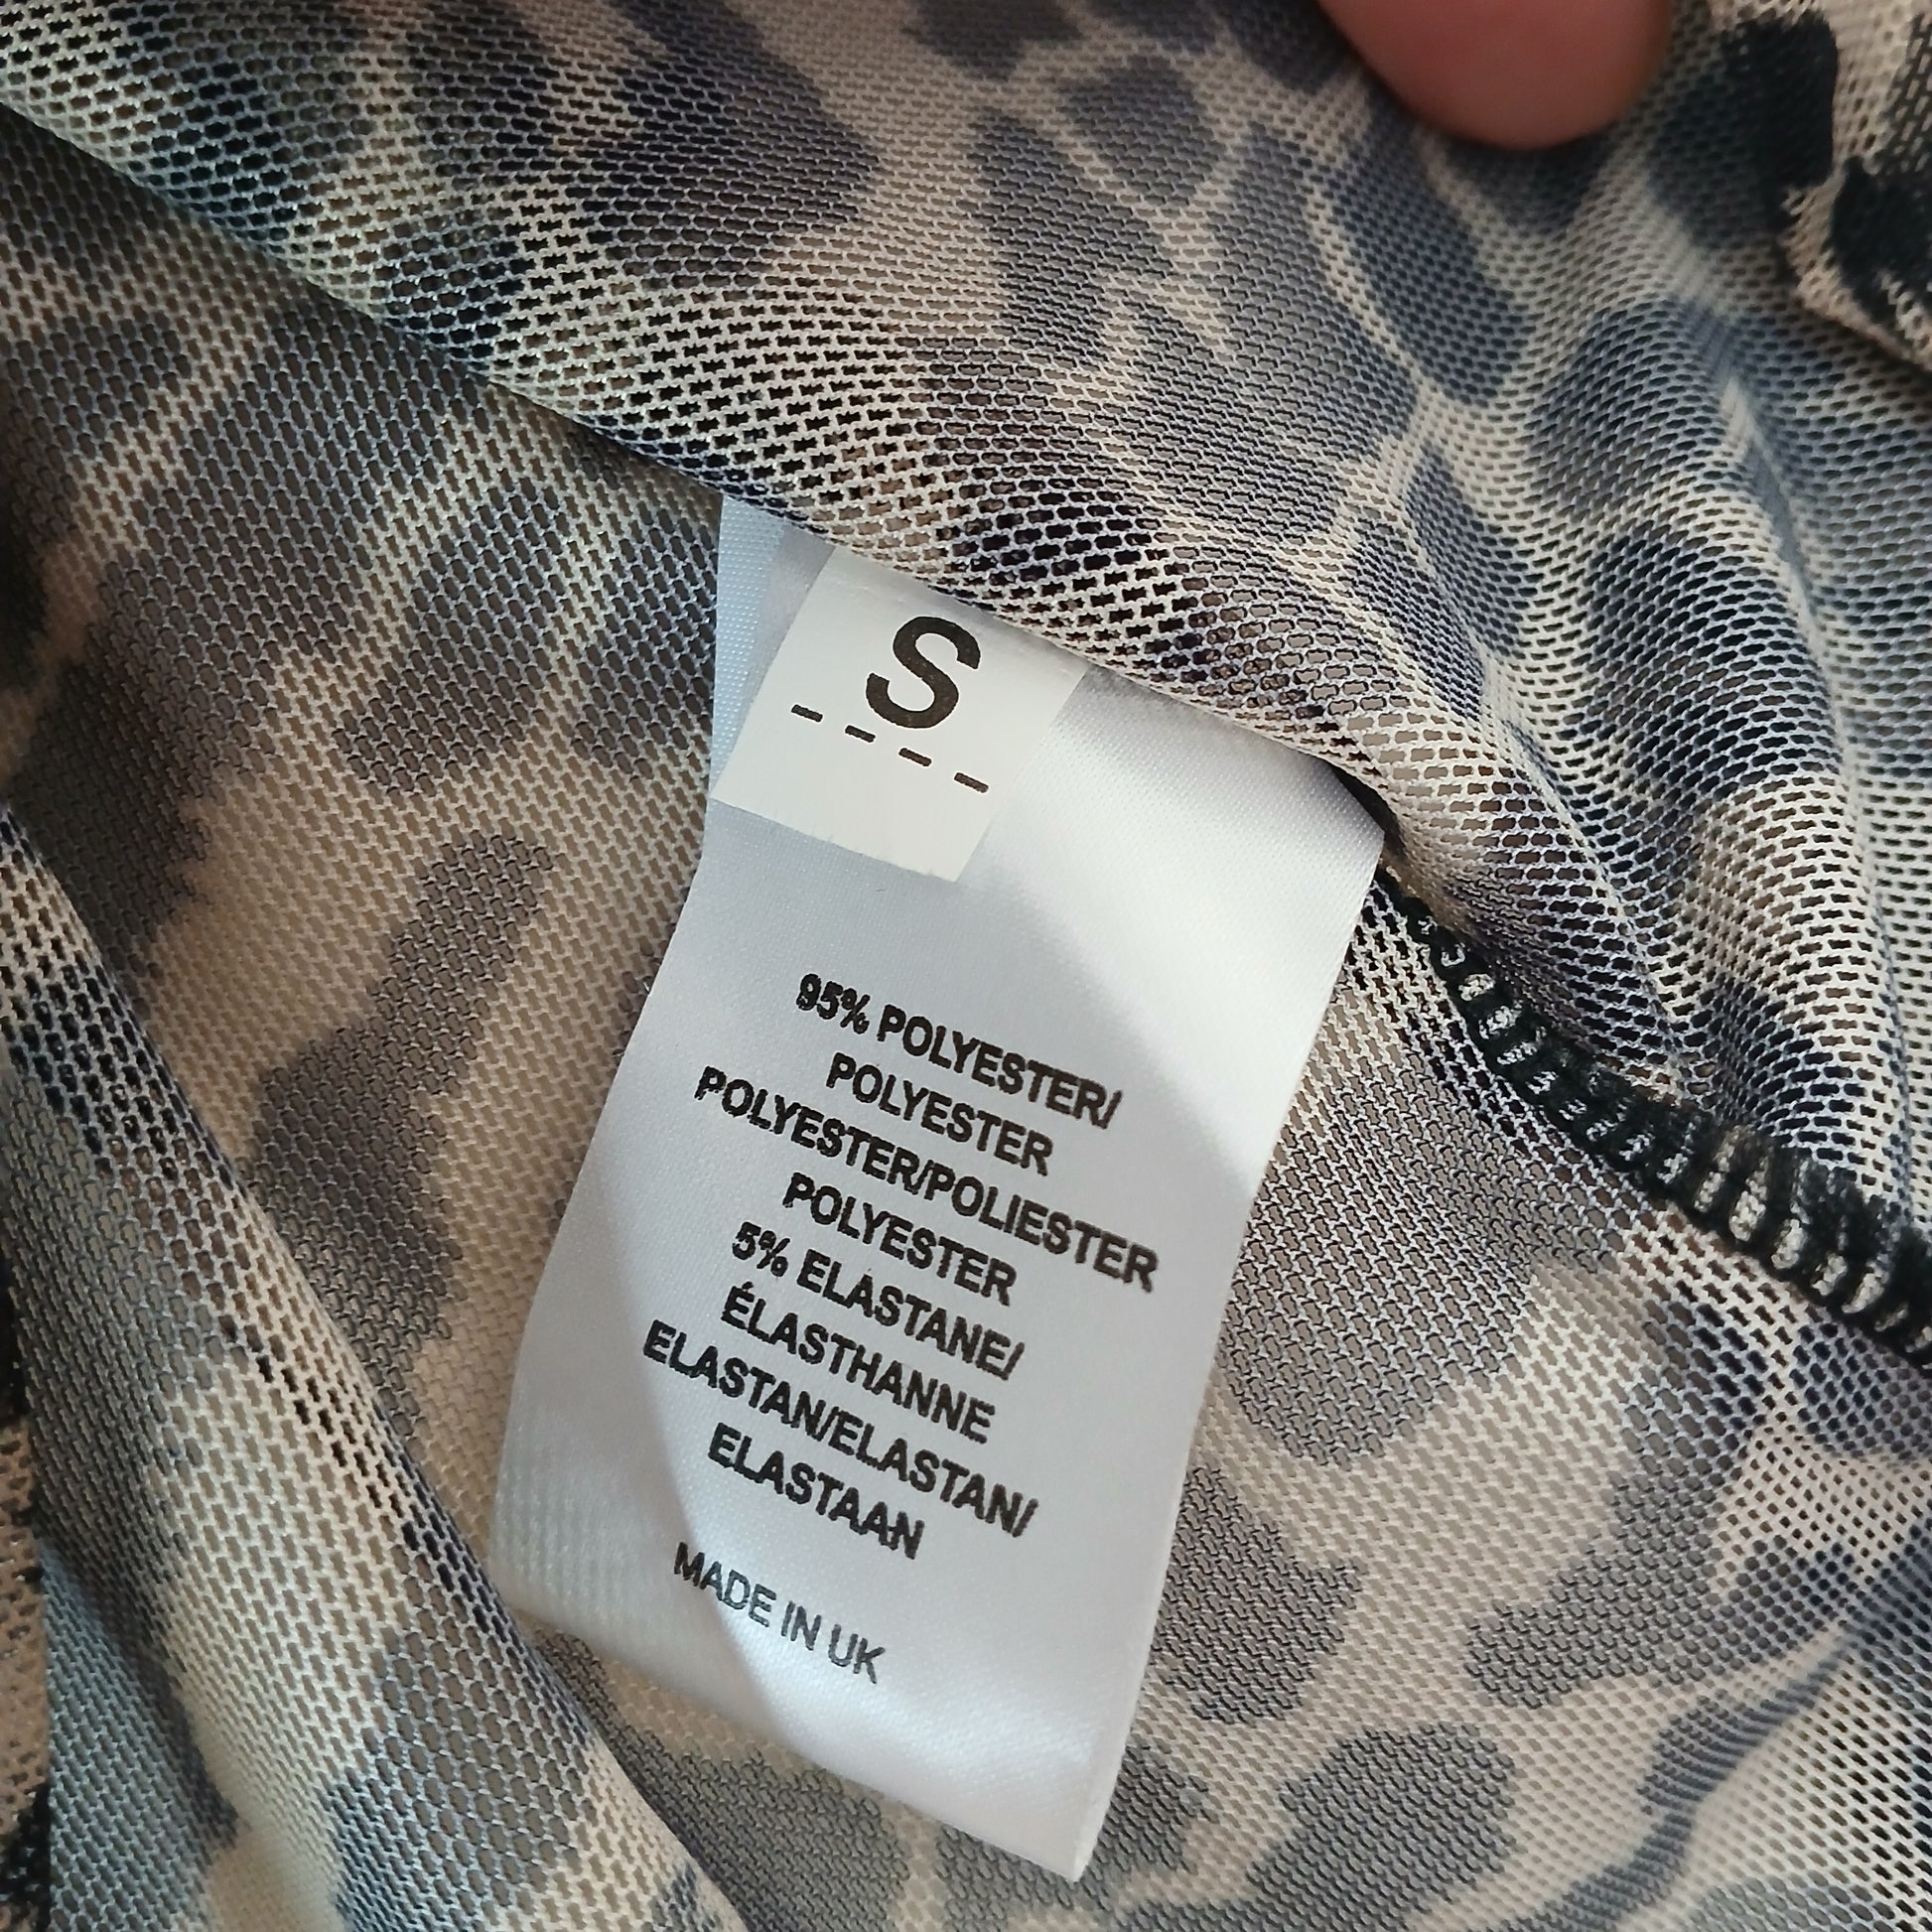 S
----
95% POLYESTER/
POLYESTER
POLYESTER/POLIESTER
POLYESTER
5% ELASTANE/
ÉLASTHANNE
ELASTAN/ELASTAN/
ELASTAAN
MADE IN UK